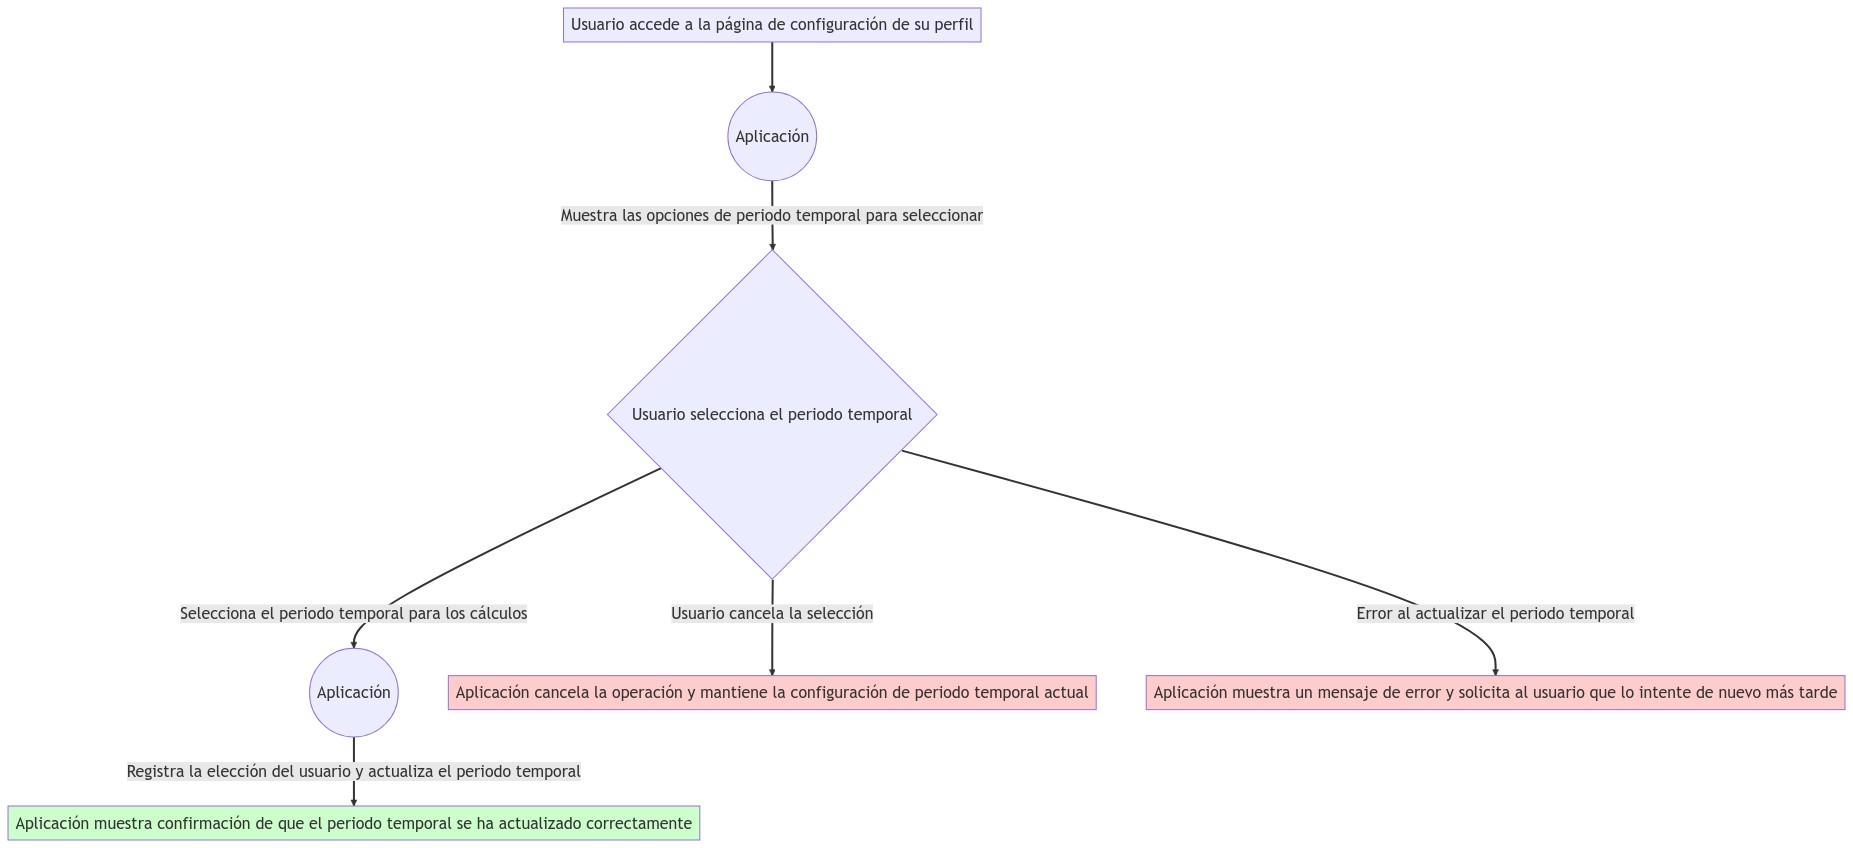 Usuario accede a la página de configuración de su perfil
Aplicación
Muestra las opciones de periodo temporal para seleccionar
Usuario selecciona el periodo temporal
Selecciona el periodo temporal para los cálculos
Usuario cancela la selección
Error al actualizar el periodo temporal
Aplicación
Aplicación cancela la operación y mantiene la configuración de periodo temporal actual
Aplicación muestra un mensaje de error y solicita al usuario que lo intente de nuevo más tarde
Registra la elección del usuario y actualiza el periodo temporal
Aplicación muestra confirmación de que el periodo temporal se ha actualizado correctamente